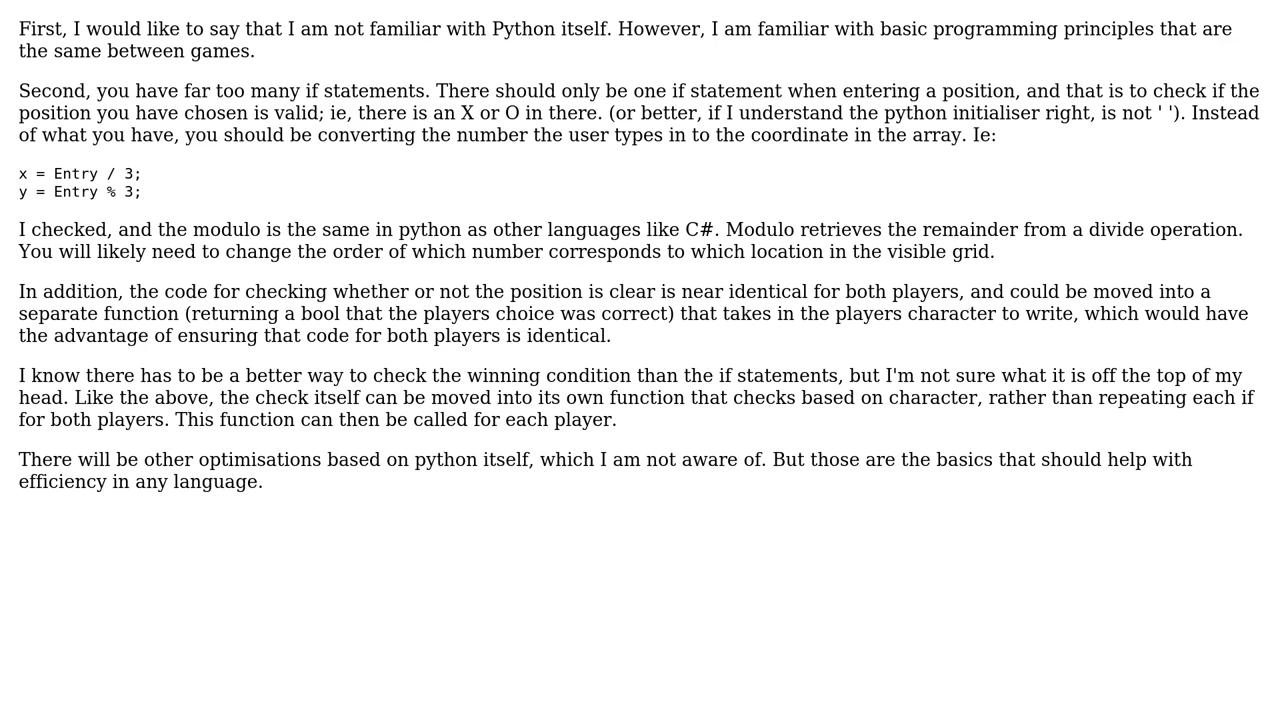 First, I would like to say that I am not familiar with Python itself. However, I am familiar with basic programming principles that are
the same between games.
Second, you have far too many if statements. There should only be one if statement when entering a position, and that is to check if the
position you have chosen is valid; ie, there is an X or O in there. (or better, if I understand the python initialiser right, is not ' '). Instead
of what you have, you should be converting the number the user types in to the coordinate in the array. Ie:
x = Entry / 3;
y = Entry % 3;
I checked, and the modulo is the same in python as other languages like C#. Modulo retrieves the remainder from a divide operation.
You will likely need to change the order of which number corresponds to which location in the visible grid.
In addition, the code for checking whether or not the position is clear is near identical for both players, and could be moved into a
separate function (returning a bool that the players choice was correct) that takes in the players character to write, which would have
the advantage of ensuring that code for both players is identical.
I know there has to be a better way to check the winning condition than the if statements, but I'm not sure what it is off the top of my
head. Like the above, the check itself can be moved into its own function that checks based on character, rather than repeating each if
for both players. This function can then be called for each player.
There will be other optimisations based on python itself, which I am not aware of. But those are the basics that should help with
efficiency in any language.